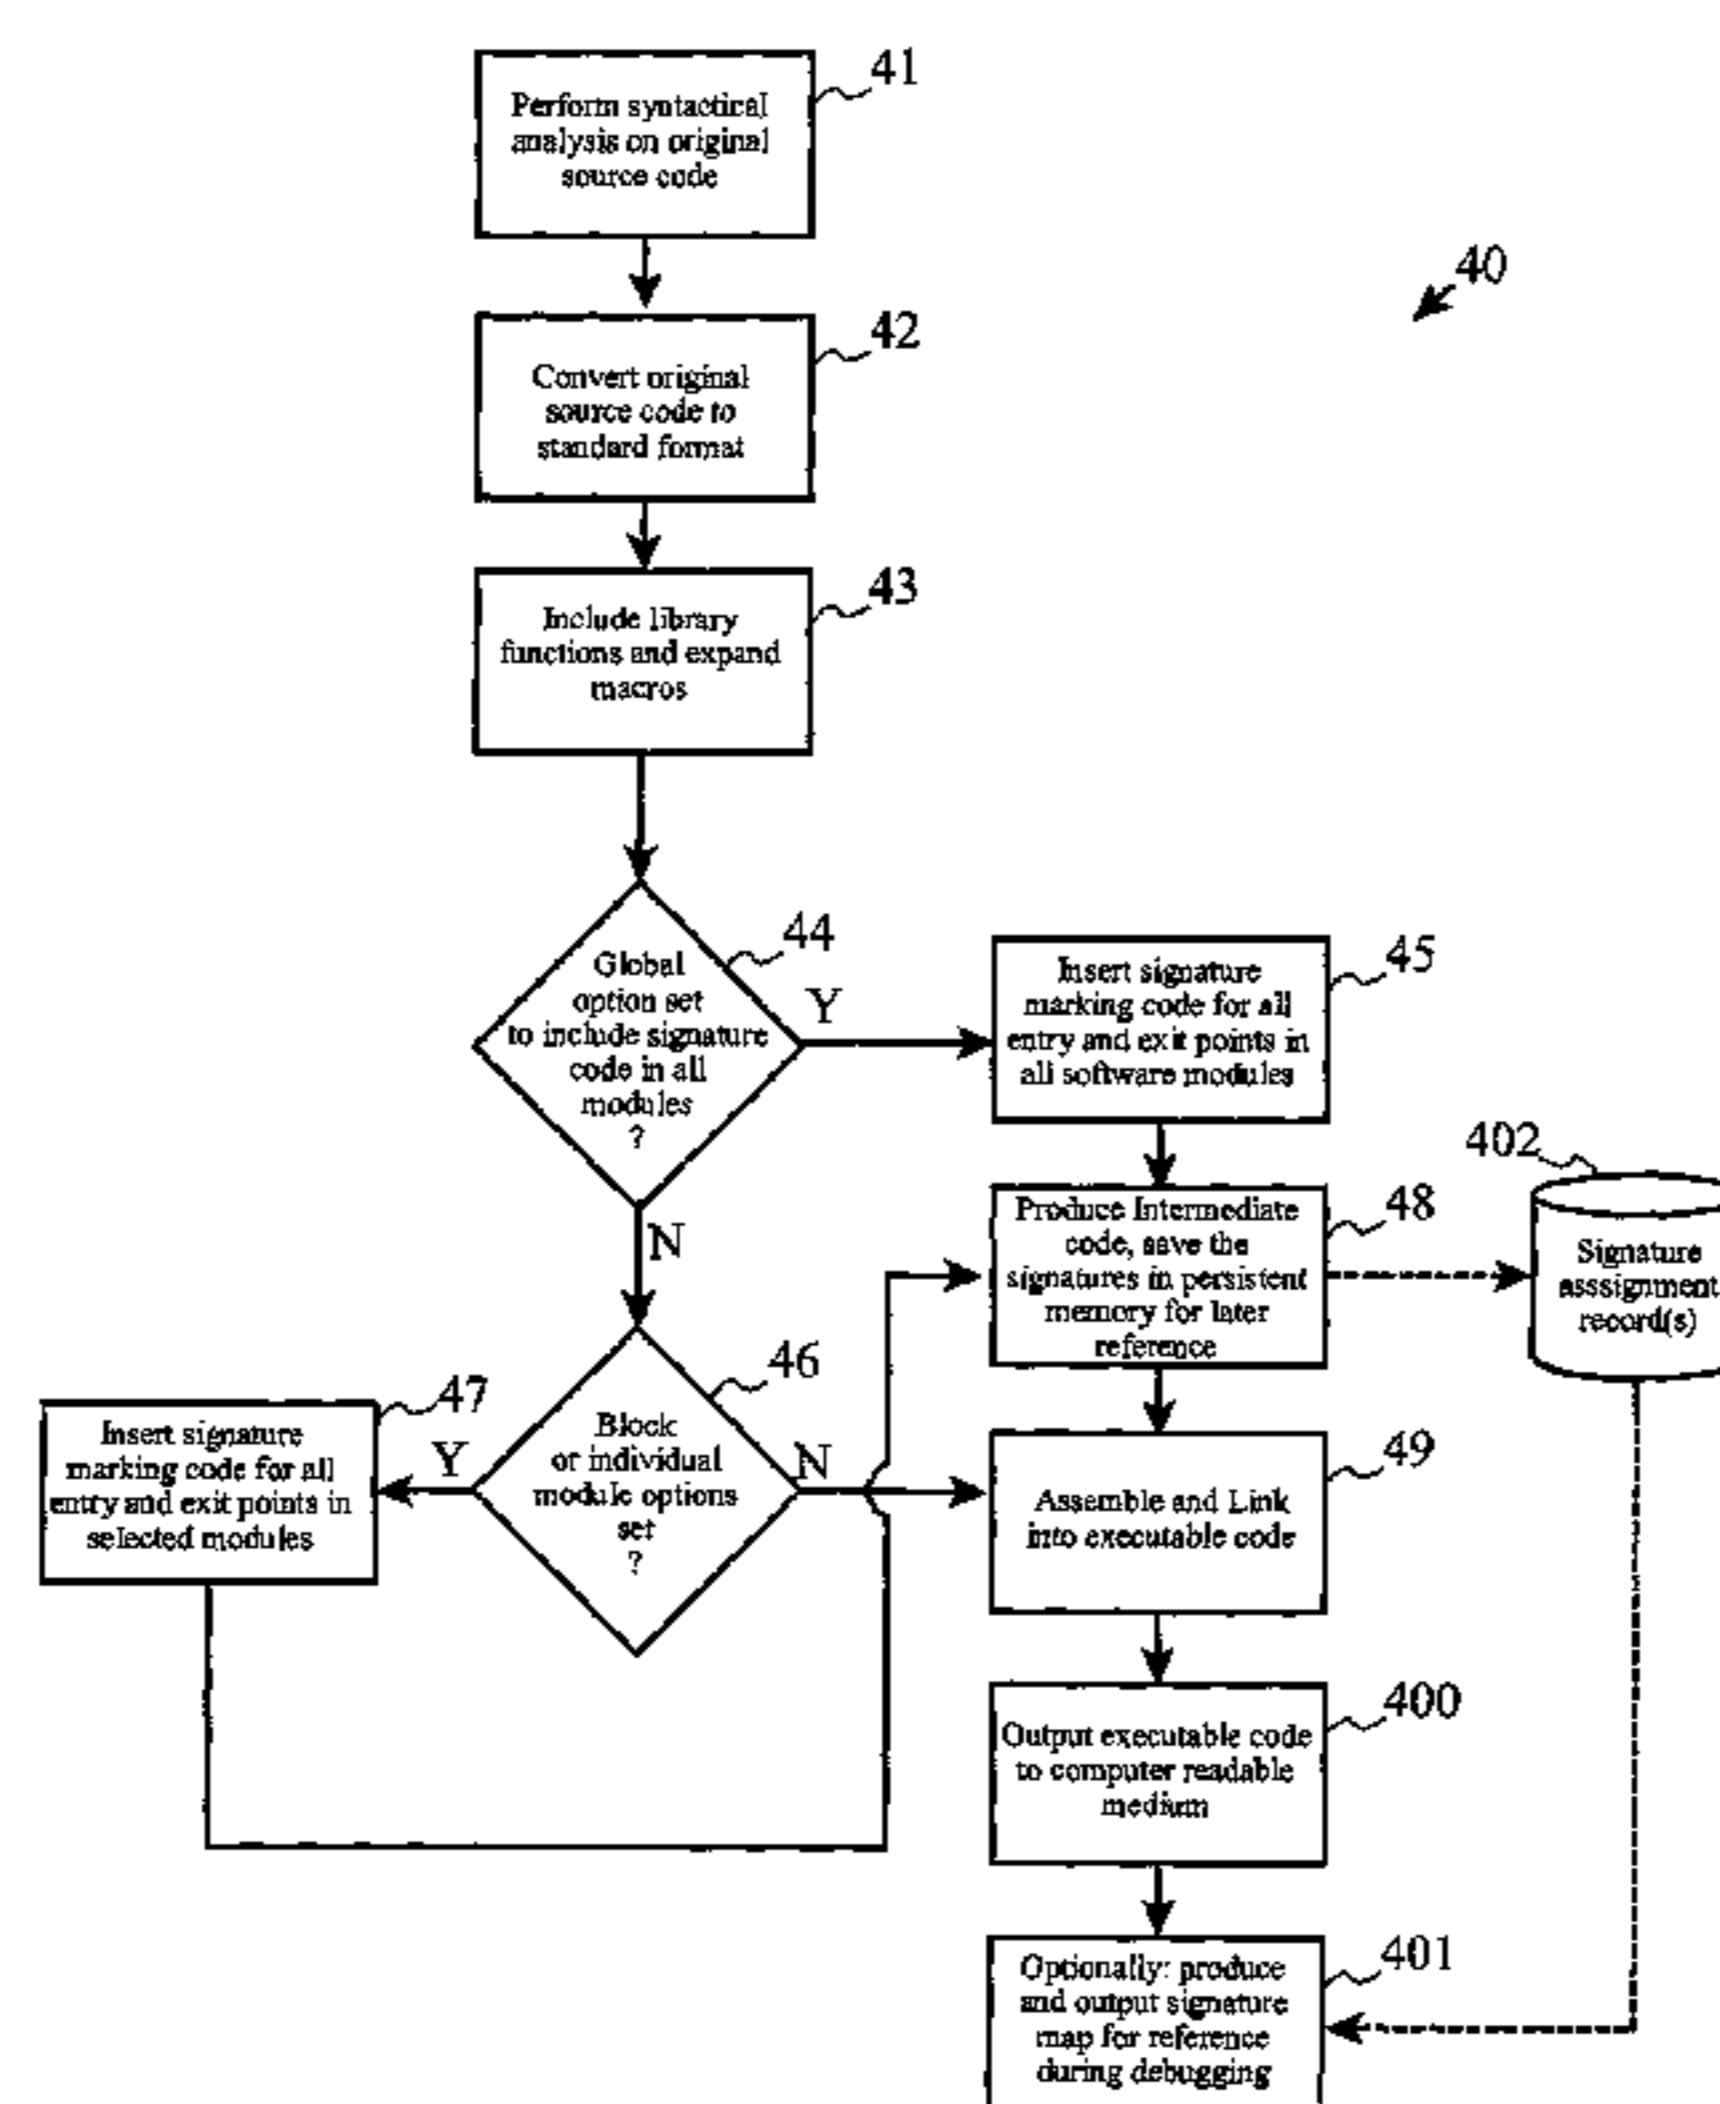 41
Perform syntactical
analysis on original
source code
40
42
Convert original
source code to
standard format
43
Include library
functions and expand
macros
44
Global
option set
to include signature
code in all
modules
?
Y
N
45
Insert signature
marking code for all
entry and exit points in
all software modules
402
Signature
asssignment
record(s)
48
Produce Intermediate
code, save the
signatures in persistent
memory for later
reference
46
Block
or individual
module options
set
?
Y
N
47
Insert signature
marking code for all
entry and exit points in
selected modules
49
Assemble and Link
into executable code
400
Output executable code
to computer readable
medium
401
Optionally: produce
and output signature
map for reference
during debugging